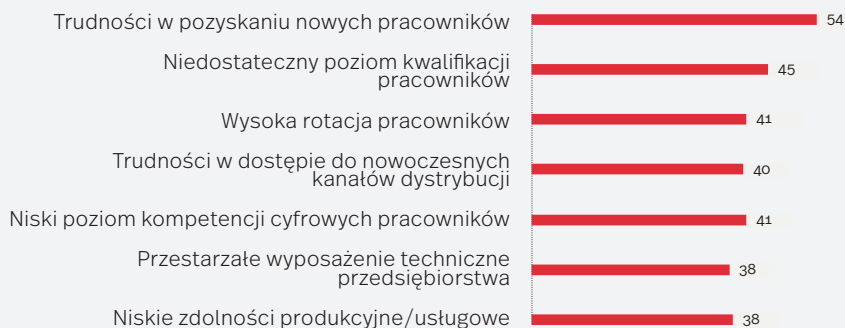 Trudności w pozyskaniu nowych pracowników
54
Niedostateczny poziom kwalifikacji
pracowników
45
Wysoka rotacja pracowników
41
Trudności w dostępie do nowoczesnych
kanałów dystrybucji
40
Niski poziom kompetencji cyfrowych pracowników
41
Przestarzałe wyposażenie techniczne
przedsiębiorstwa
38
Niskie zdolności produkcyjne/usługowe
38